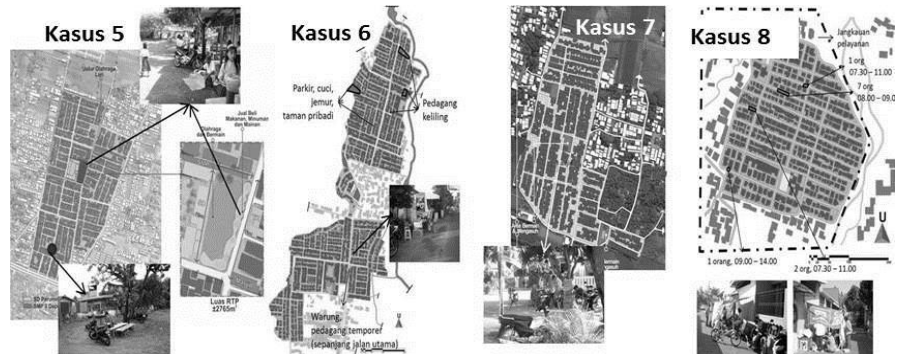 Kasus 5
Jalur Olahraga,
Lari
Olahraga
dan Bermain
Jual Beli
Makanan, Minuman
dan Mainan
Luas RTP
±2765m²
Kasus 6
Parkir, cuci,
jemur,
taman pribadi
Pedagang
keliling
Warung,
pedagang temporer
(sepanjang jalan utama)
U
Kasus 7
Kasus 8
Jangkauan
pelayanan
1 org
07.30 – 11.00
7 org
08.00 – 09.0
U
1 orang, 09.00 - 14.00
2 org, 07.30 – 11.00